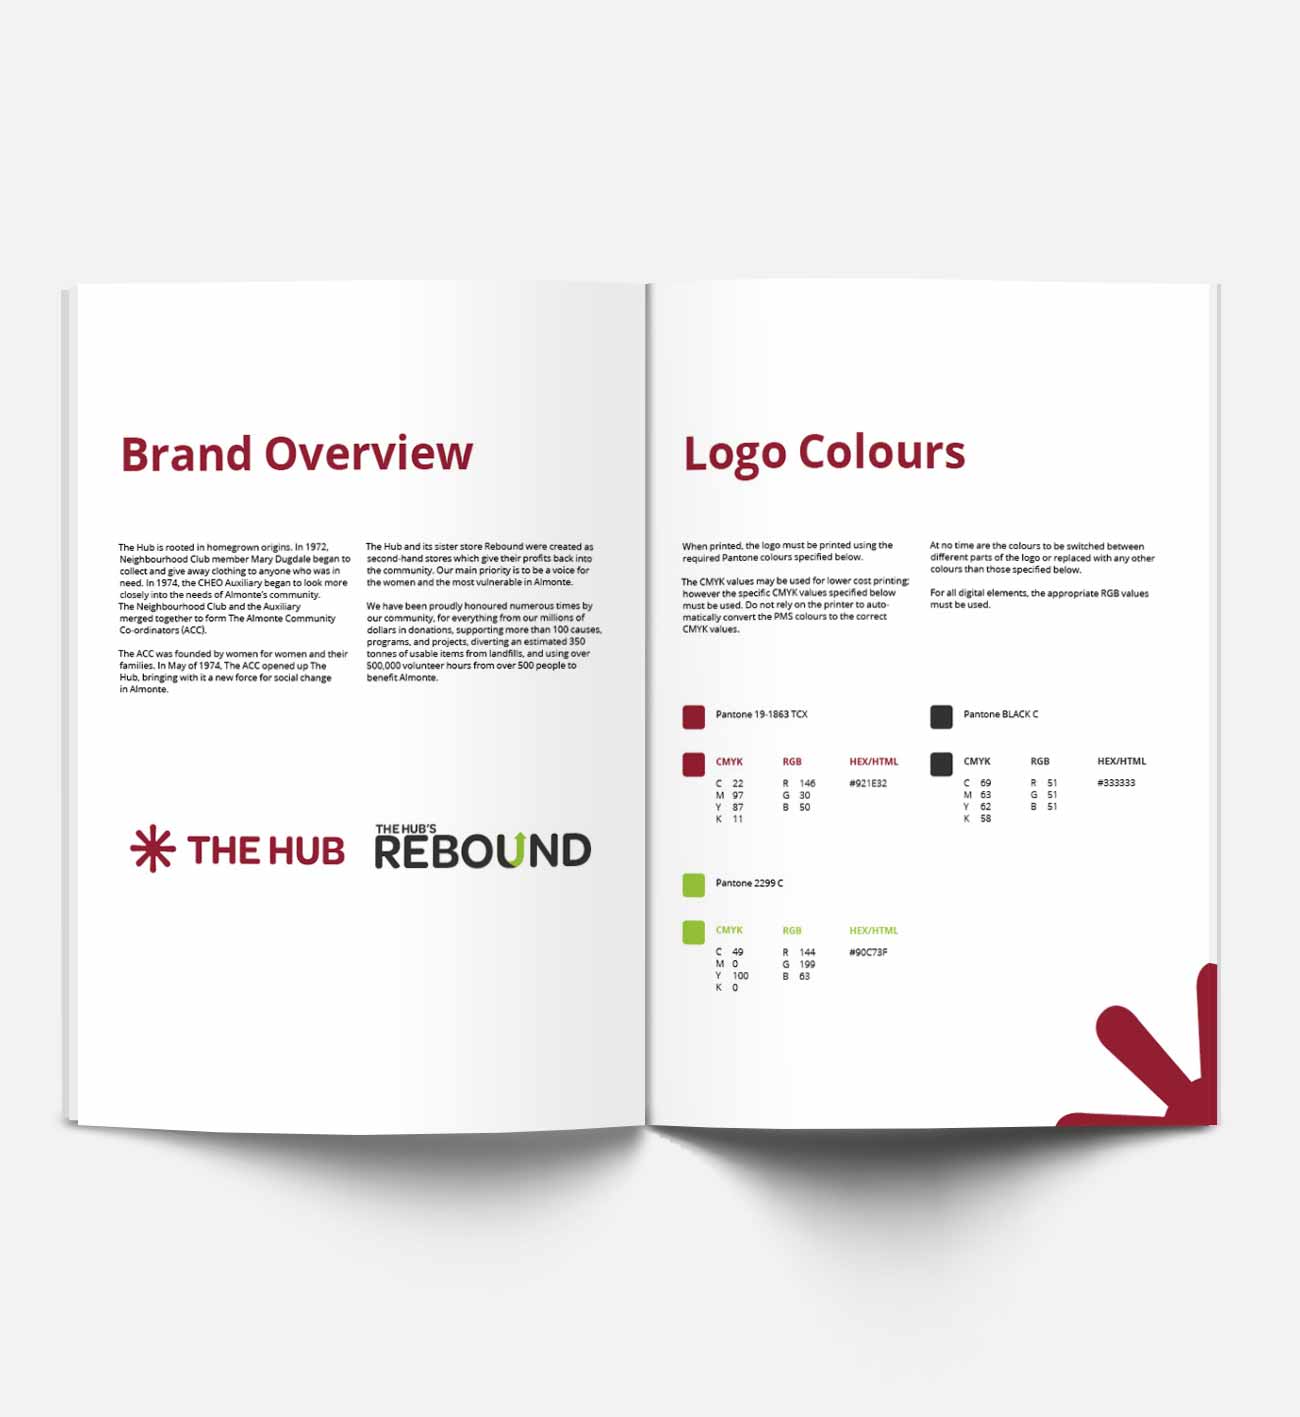 Brand Overview
The Hub is rooted in homegrown origins. In 1972,
Neighbourhood Club member Mary Dugdale began to
collect and give away clothing to anyone who was in
need. In 1974, the CHEO Auxiliary began to look more
closely into the needs of Almonte's community.
The Neighbourhood Club and the Auxiliary
merged together to form The Almonte Community
Co-ordinators (ACC).
The ACC was founded by women for women and their
families. In May of 1974, The ACC opened up The
Hub, bringing with it a new force for social change
in Almonte.
The Hub and its sister store Rebound were created as
second-hand stores which give their profits back into
the community. Our main priority is to be a voice for
the women and the most vulnerable in Almonte.
We have been proudly honoured numerous times by
our community, for everything from our millions of
dollars in donations, supporting more than 100 causes,
programs, and projects, diverting an estimated 350
tonnes of usable items from landfills, and using over
500,000 volunteer hours from over 500 people to
benefit Almonte.
THE HUB
THE HUB'S
REBOUND
Logo Colours
When printed, the logo must be printed using the
required Pantone colours specified below.
The CMYK values may be used for lower cost printing;
however the specific CMYK values specified below
must be used. Do not rely on the printer to auto-
matically convert the PMS colours to the correct
CMYK values.
At no time are the colours to be switched between
different parts of the logo or replaced with any other
colours than those specified below.
For all digital elements, the appropriate RGB values
must be used.
Pantone 19-1863 TCX
CMYK RGB HEX/HTML
C 22 R 146 #921E32
M 97 G 30
Y 87 B 50
K 11
Pantone BLACK C
CMYK RGB HEX/HTML
C 69 R 51 #333333
M 63 G 51
Y 62 B 51
K 58
Pantone 2299 C
CMYK RGB HEX/HTML
C 49 R 144 #90C73F
M 0 G 199
Y 100 B 63
K 0